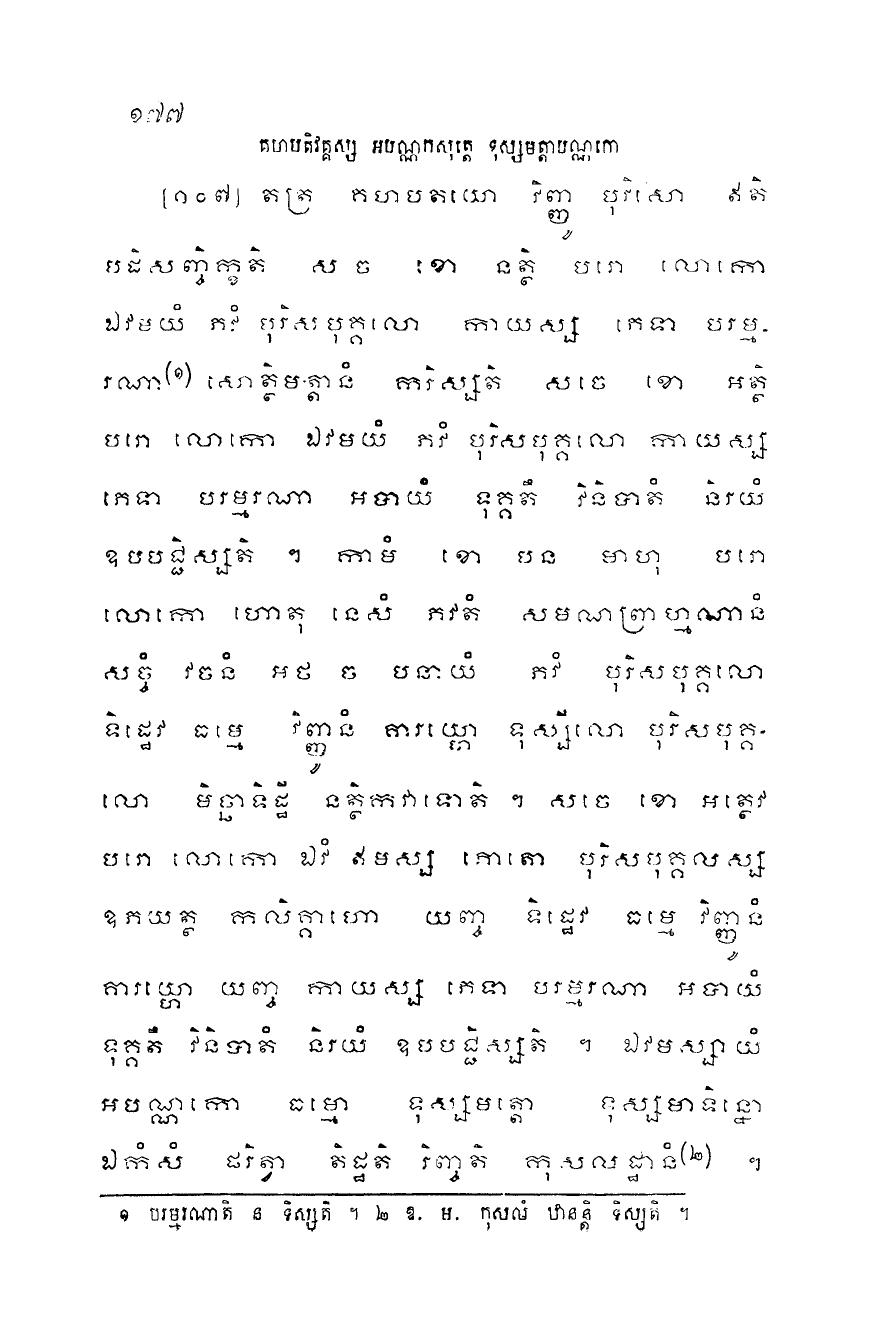 ១៧៧
គហបតិវគ្គស្ស អបណ្ណកសុត្តេ ទុស្សមត្តាបណ្ណកោ
[១០៧] តត្រ គហបតយោ វិញ្ញូ បុរិសោ ឥតិ
បដិសញ្ចិក្ខតិ ស ច ខោ នត្ថិ បរោ លោកោ
ឯវមយំ ភវំ បុរិសបុគ្គលោ កាយស្ស ភេទា បរម្ម-
រណា(១) សោត្ថិមត្តានំ ការិស្សតិ សចេ ខោ អត្ថិ
បរោ លោកោ ឯវមយំ ភវំ បុរិសបុគ្គលោ កាយស្ស
ភេទា បរម្មរណា អបាយំ ទុគ្គតឹ វិនិបាតំ និរយំ
ឧបបជ្ជិស្សតិ ។ កាមំ ខោ បន មាហុ បរោ
លោកោ ហោតុ នេសំ ភវតំ សមណព្រាហ្មណានំ
សច្ចំ វចនំ អថ ច បនាយំ ភវំ បុរិសបុគ្គលោ
ទិដ្ឋេវ ធម្មេ វិញ្ញូនំ គារយ្ហោ ទុស្សីលោ បុរិសបុគ្គ-
លោ មិច្ឆាទិដ្ឋី នត្ថិកវាទោតិ ។ សចេ ខោ អត្ថេវ
បរោ លោកោ ឯវំ ឥមស្ស ភោតោ បុរិសបុគ្គលស្ស
ឧភយត្ថ កលិគ្គាហោ យញ្ច ទិដ្ឋេវ ធម្មេ វិញ្ញូនំ
គារយ្ហោ យញ្ច កាយស្ស ភេទា បរម្មរណា អបាយំ
ទុគ្គតឹ វិនិបាតំ និរយំ ឧបបជ្ជិស្សតិ ។ ឯវមស្សាយំ
អបណ្ណកោ ធម្មោ ទុស្សមត្តោ ទុស្សមាទិន្នោ
ឯកំសំ ផរិត្វា តិដ្ឋតិ រិញ្ចតិ កុសលដ្ឋានំ(២) ។
១ បរម្មរណាតិ ន ទិស្សតិ ។ ២ ឱ. ម. កុសលំ ឋានន្តិ ទិស្សតិ ។